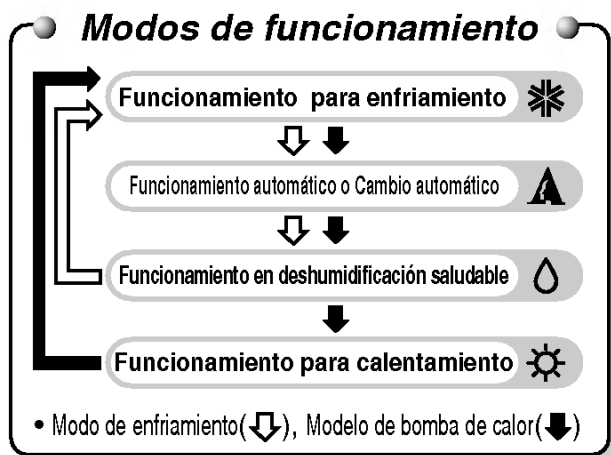 Modos de funcionamiento
Funcionamiento para enfriamiento
Funcionamiento automático o Cambio automático
Funcionamiento en deshumidificación saludable
Funcionamiento para calentamiento
• Modo de enfriamiento(⇩), Modelo de bomba de calor(⬇)